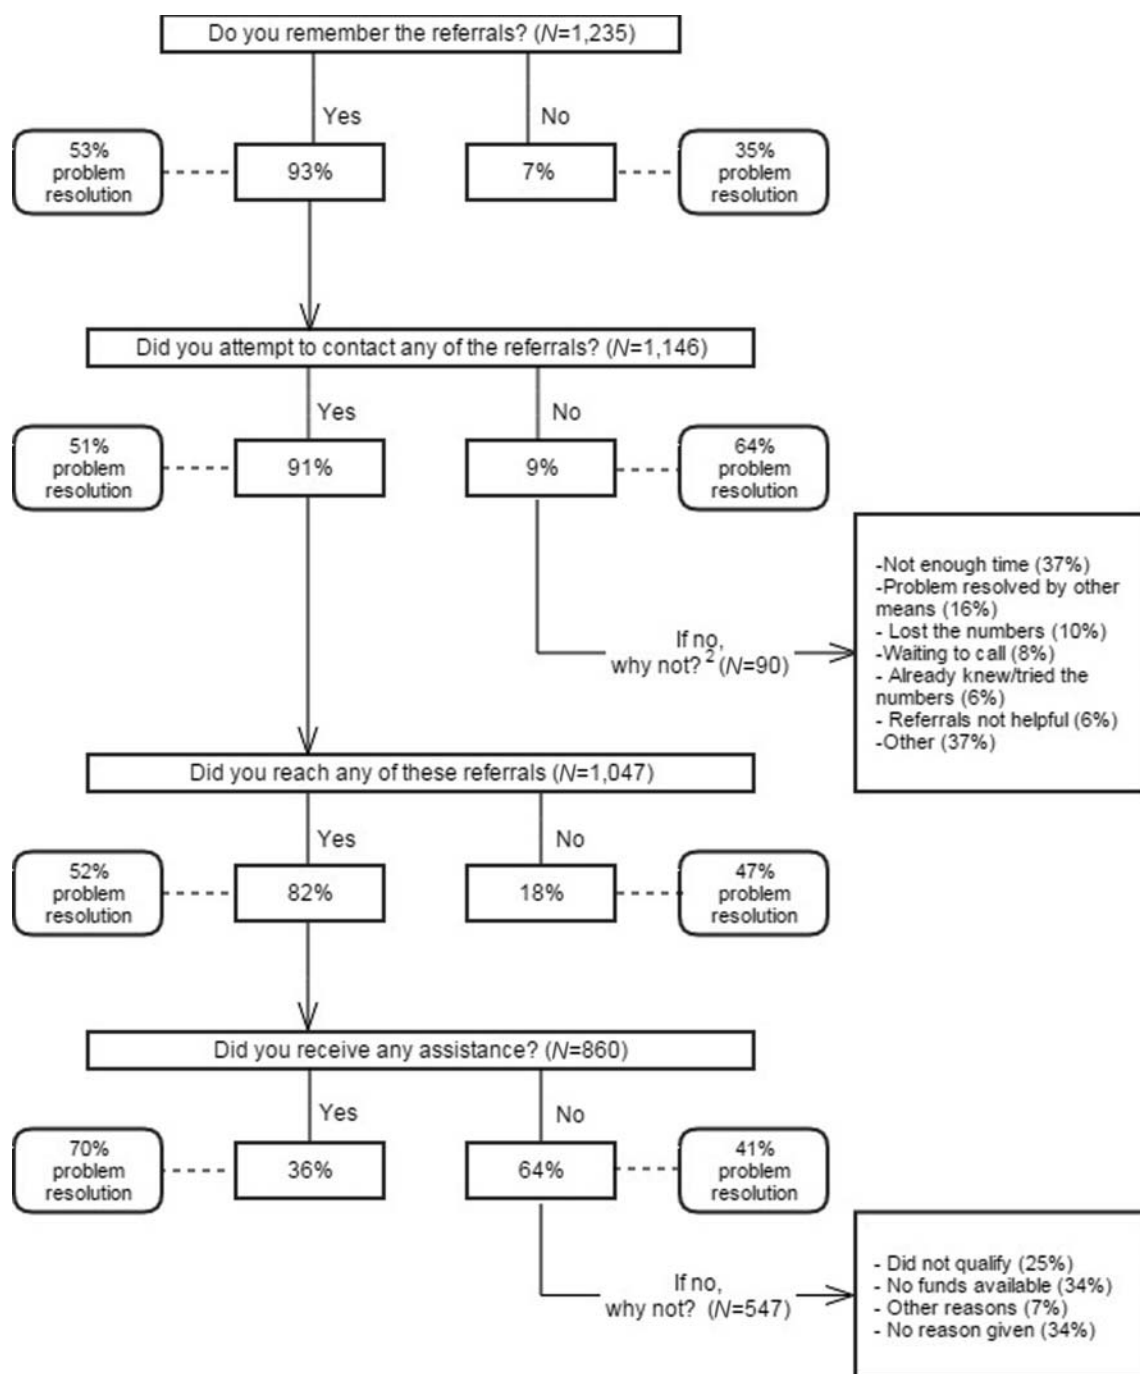 Do you remember the referrals? (N=1,235)
Yes
No
53%
problem
resolution
93%
7%
35%
problem
resolution
Did you attempt to contact any of the referrals? (N=1,146)
Yes
No
51%
problem
resolution
91%
9%
64%
problem
resolution
If no,
why not? 2 (N=90)
-Not enough time (37%)
-Problem resolved by other
means (16%)
- Lost the numbers (10%)
-Waiting to call (8%)
- Already knew/tried the
numbers (6%)
- Referrals not helpful (6%)
-Other (37%)
Did you reach any of these referrals (N=1,047)
Yes
No
52%
problem
resolution
82%
18%
47%
problem
resolution
Did you receive any assistance? (N=860)
Yes
No
70%
problem
resolution
36%
64%
41%
problem
resolution
If no,
why not? (N=547)
- Did not qualify (25%)
- No funds available (34%)
- Other reasons (7%)
- No reason given (34%)